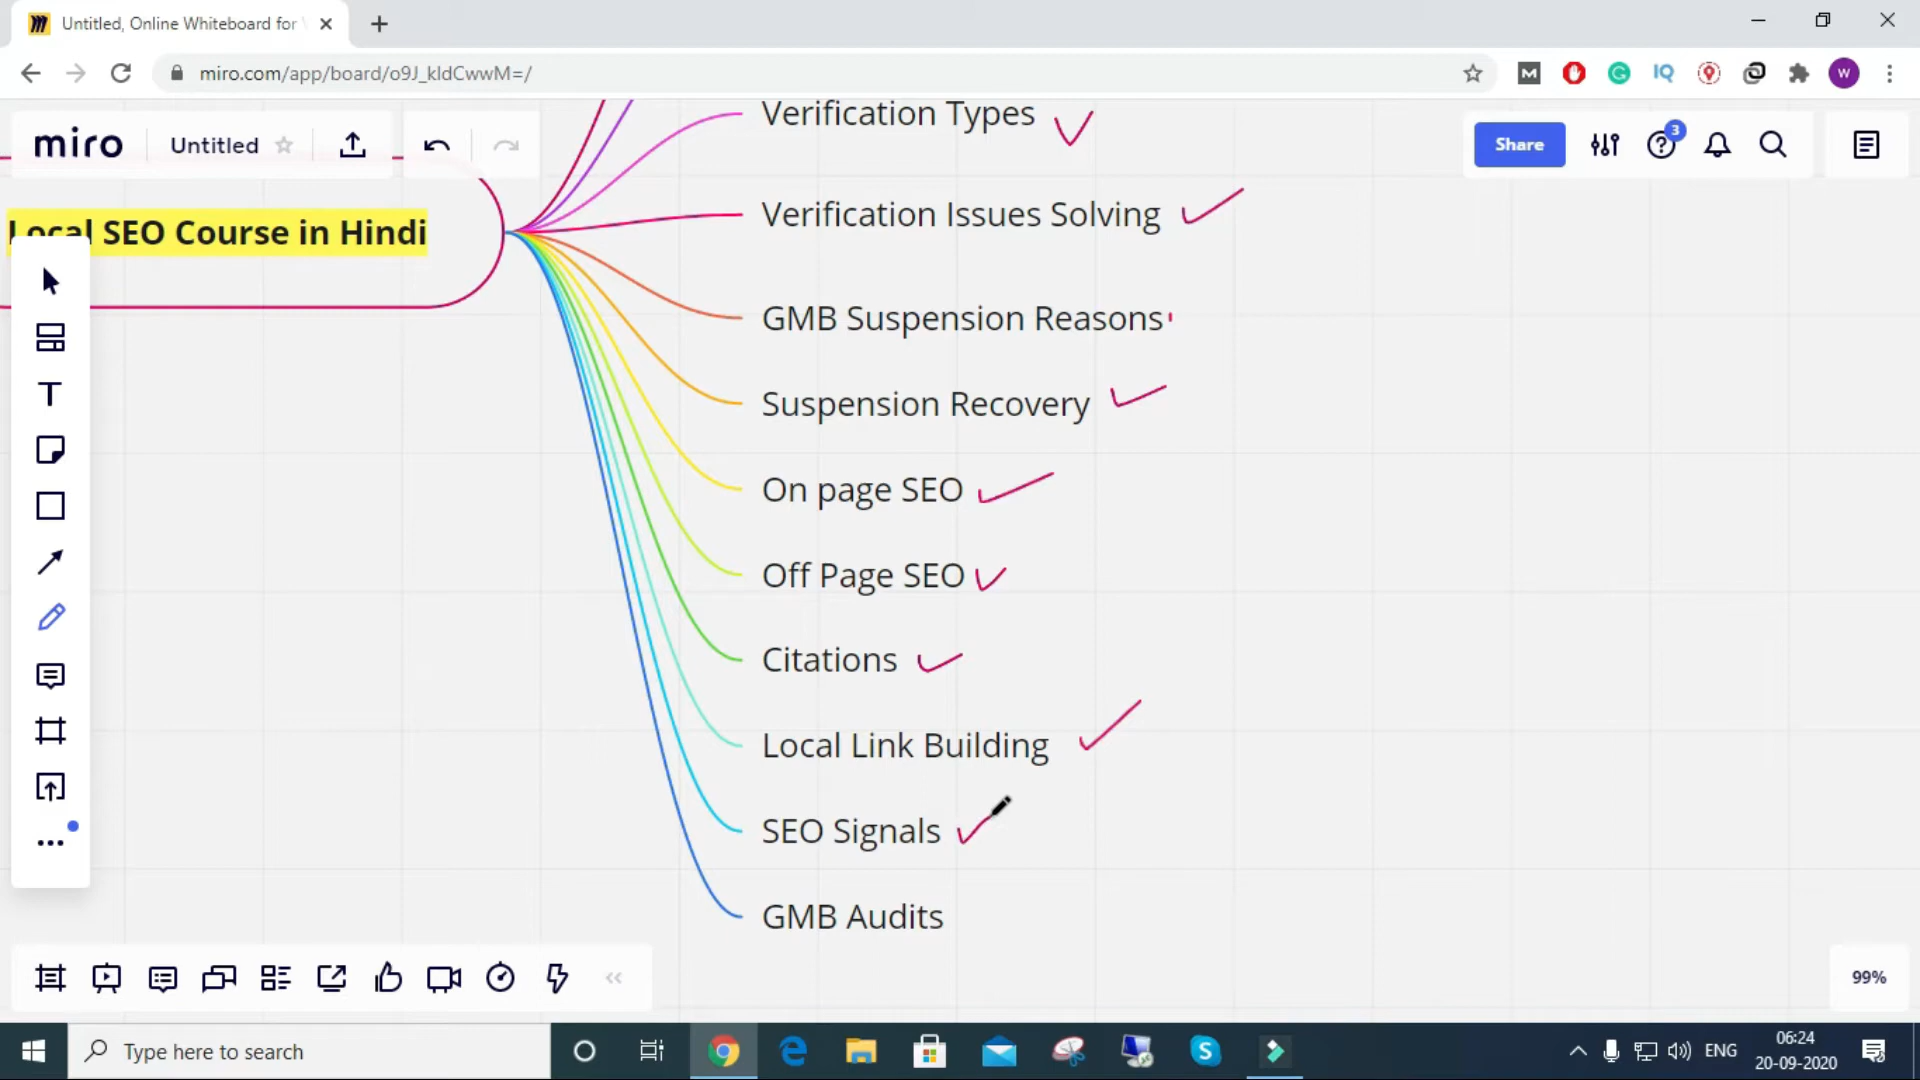 Untitled, Online Whiteboard for
miro.com/app/board/o9J_kldCwwM=/
IQ
W
miro
Untitled
Share
3
Verification Types
Verification Issues Solving
Local SEO Course in Hindi
GMB Suspension Reasons
Suspension Recovery
On page SEO
Off Page SEO
Citations
Local Link Building
SEO Signals
GMB Audits
99%
Type here to search
ENG
06:24
20-09-2020